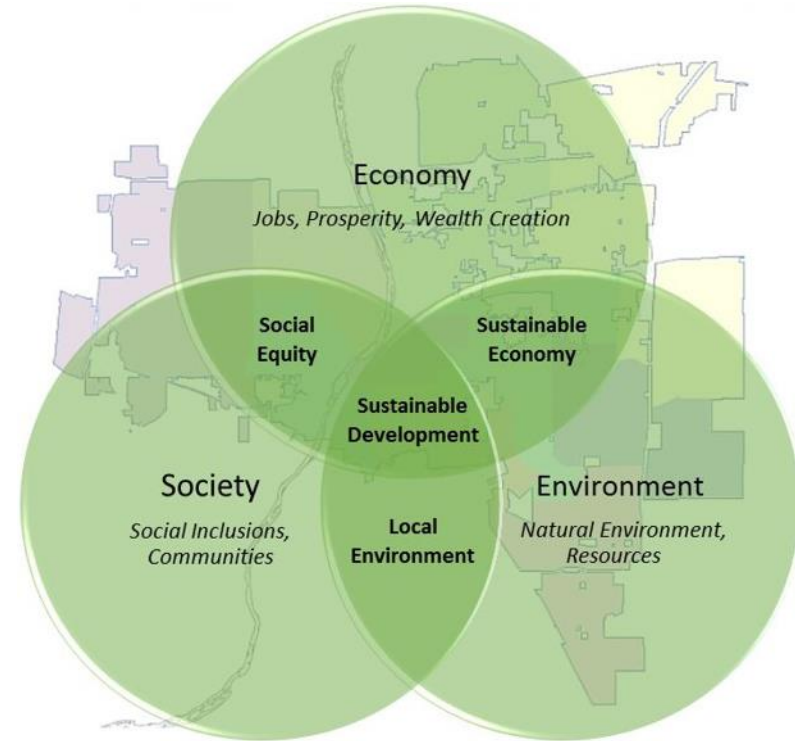 Economy
Jobs, Prosperity, Wealth Creation
Social
Equity
Sustainable
Economy
Sustainable
Development
Society
Social Inclusions,
Communities
Local
Environment
Environment
Natural Environment,
Resources